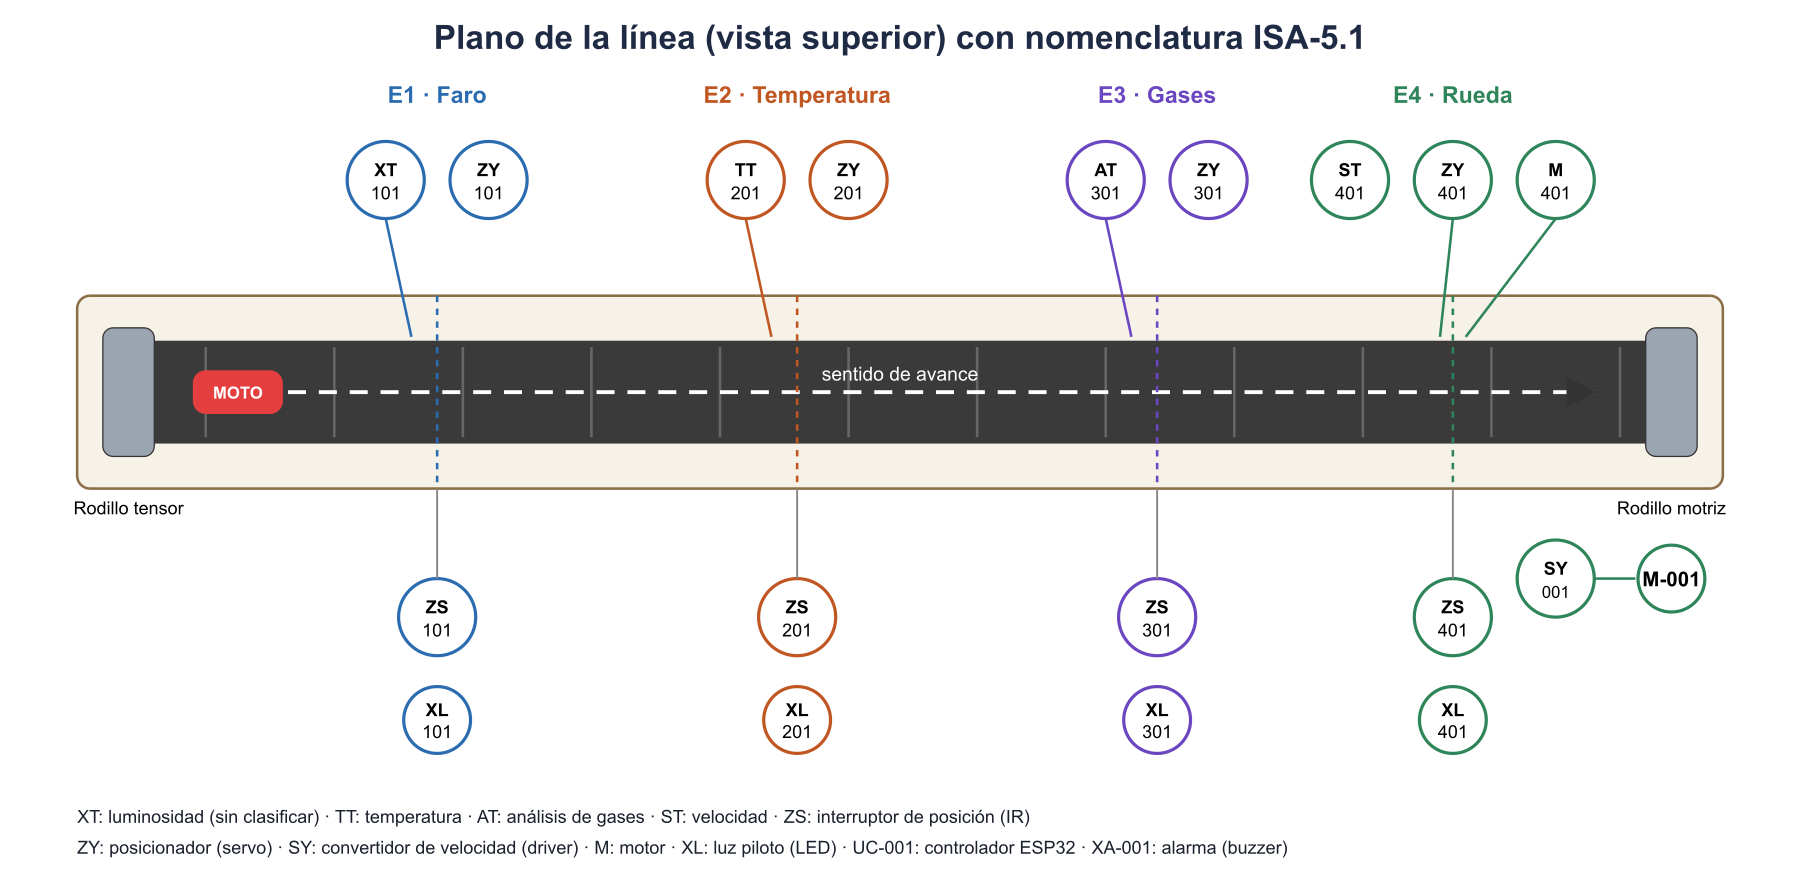 Plano de la línea (vista superior) con nomenclatura ISA-5.1
E1 · Faro
E2 · Temperatura
E3 · Gases
E4 · Rueda
XT
101
ZY
101
TT
201
ZY
201
AT
301
ZY
301
ST
401
ZY
401
M
401
sentido de avance
MOTO
Rodillo tensor
Rodillo motriz
SY
001
M-001
ZS
101
ZS
201
ZS
301
ZS
401
XL
101
XL
201
XL
301
XL
401
XT: luminosidad (sin clasificar) · TT: temperatura · AT: análisis de gases · ST: velocidad · ZS: interruptor de posición (IR)
ZY: posicionador (servo) · SY: convertidor de velocidad (driver) · M: motor · XL: luz piloto (LED) · UC-001: controlador ESP32 · XA-001: alarma (buzzer)